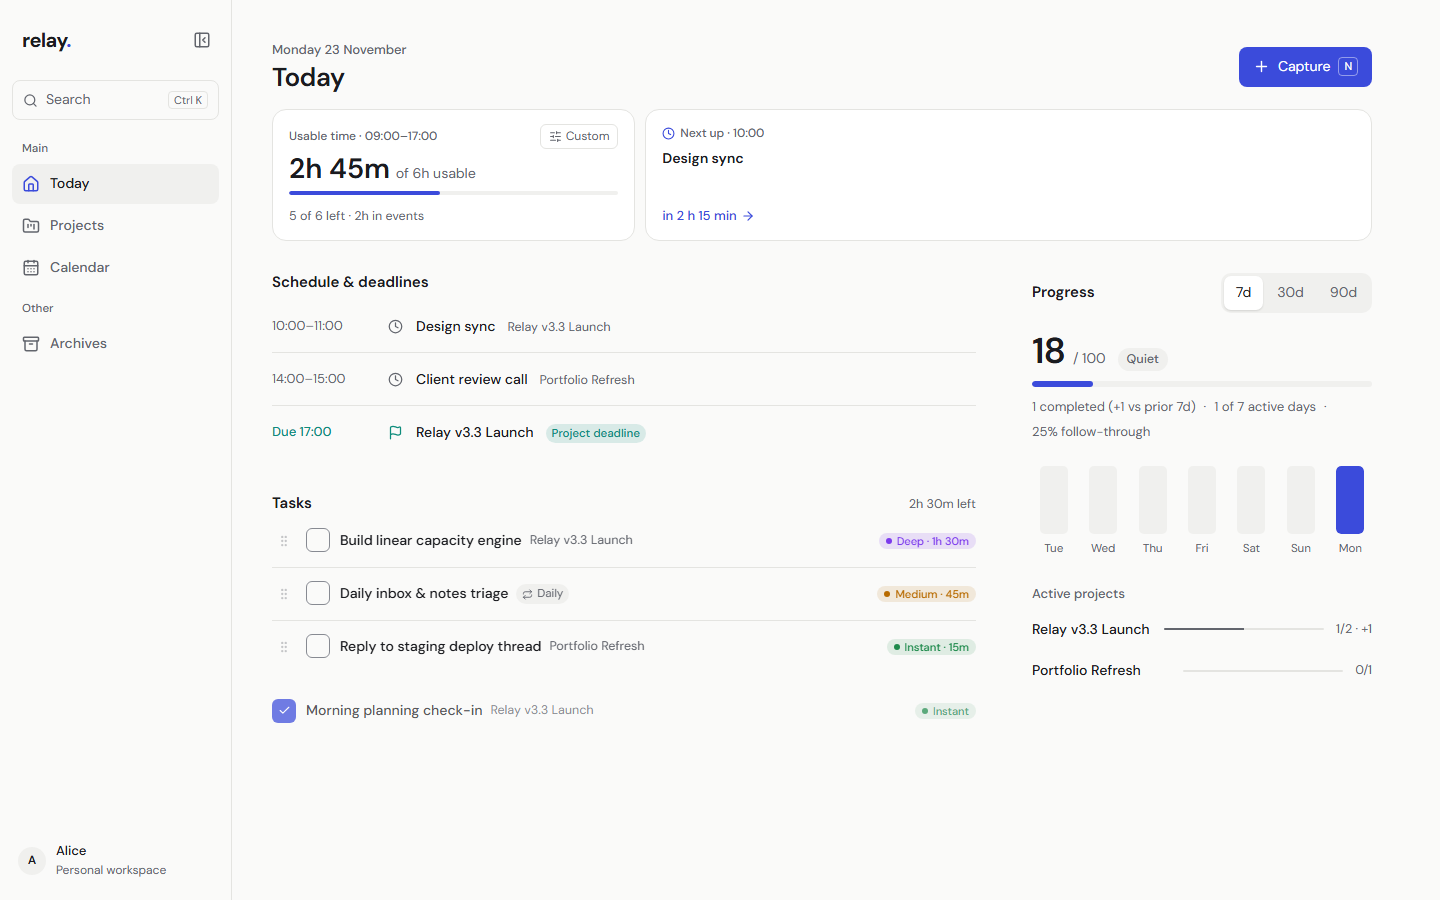 relay.
Search
Ctrl K
Main
Today
Projects
Calendar
Other
Archives
A
Alice
Personal workspace
Monday 23 November
Today
Capture N
Usable time · 09:00–17:00
Custom
2h 45m of 6h usable
5 of 6 left · 2h in events
Next up · 10:00
Design sync
in 2 h 15 min →
Schedule & deadlines
10:00–11:00 Design sync Relay v3.3 Launch
14:00–15:00 Client review call Portfolio Refresh
Due 17:00 Relay v3.3 Launch Project deadline
Tasks 2h 30m left
Build linear capacity engine Relay v3.3 Launch Deep · 1h 30m
Daily inbox & notes triage Daily Medium · 45m
Reply to staging deploy thread Portfolio Refresh Instant · 15m
Morning planning check-in Relay v3.3 Launch Instant
Progress
7d 30d 90d
18 / 100 Quiet
1 completed (+1 vs prior 7d) · 1 of 7 active days ·
25% follow-through
Tue Wed Thu Fri Sat Sun Mon
Active projects
Relay v3.3 Launch 1/2 · +1
Portfolio Refresh 0/1